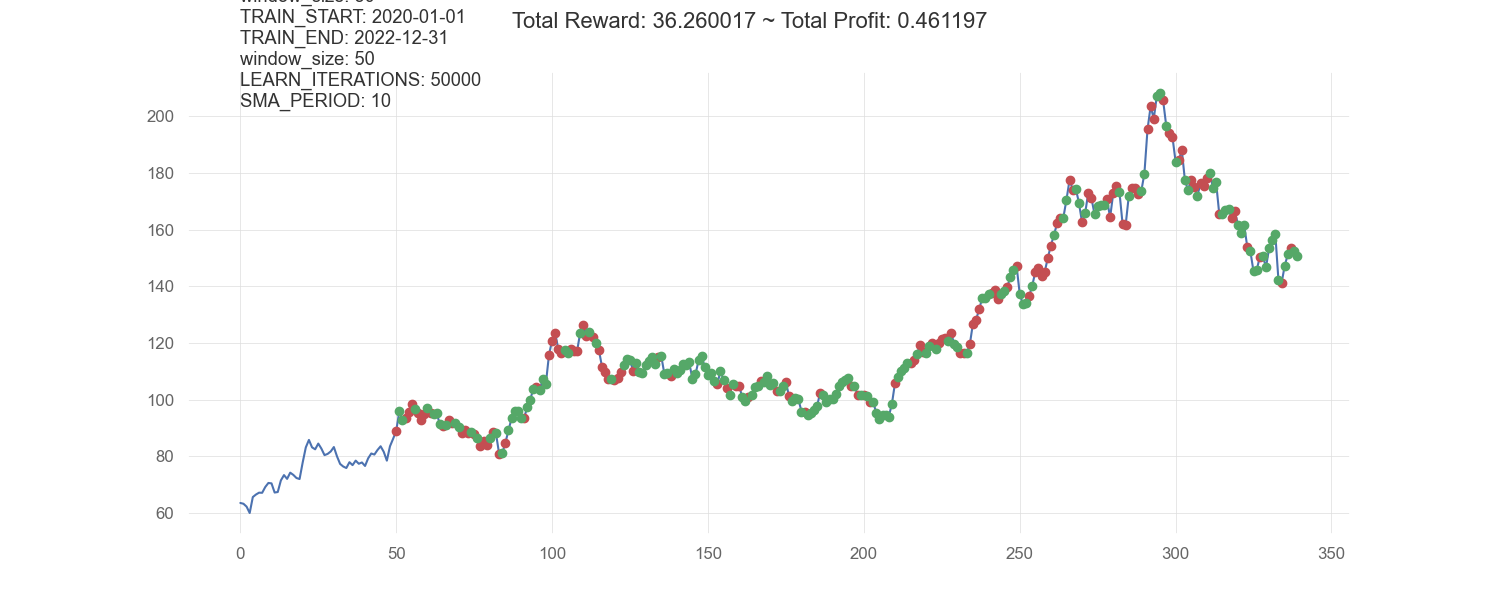 TRAIN_START: 2020-01-01
Total Reward: 36.260017 ~ Total Profit: 0.461197
TRAIN_END: 2022-12-31
window_size: 50
LEARN_ITERATIONS: 50000
SMA_PERIOD: 10
200
180
160
140
120
100
80
60
0 50 100 150 200 250 300 350